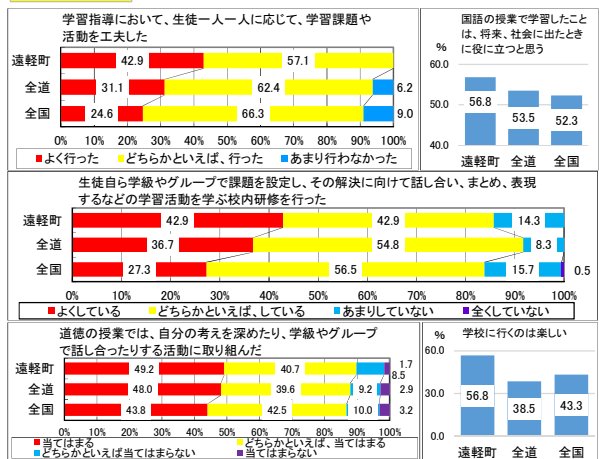 学習指導において、生徒一人一人に応じて、学習課題や
活動を工夫した
遠軽町 42.9 57.1
全道 31.1 62.4 6.2
全国 24.6 66.3 9.0
0% 10% 20% 30% 40% 50% 60% 70% 80% 90% 100%
■よく行った ■どちらかといえば、行った ■あまり行わなかった
国語の授業で学習したこと
は、将来、社会に出たとき
に役に立つと思う
%
60.0
50.0
40.0
56.8 53.5 52.3
遠軽町 全道 全国
生徒自ら学級やグループで課題を設定し、その解決に向けて話し合い、まとめ、表現
するなどの学習活動を学ぶ校内研修を行った
遠軽町 42.9 42.9 14.3
全道 36.7 54.8 8.3
全国 27.3 56.5 15.7 0.5
0% 10% 20% 30% 40% 50% 60% 70% 80% 90% 100%
■よくしている ■どちらかといえば、している ■あまりしていない ■全くしていない
道徳の授業では、自分の考えを深めたり、学級やグループ
で話し合ったりする活動に取り組んだ
遠軽町 49.2 40.7 8.5 1.7
全道 48.0 39.6 9.2 2.9
全国 43.8 42.5 10.0 3.2
0% 10% 20% 30% 40% 50% 60% 70% 80% 90% 100%
■当てはまる ■どちらかといえば、当てはまる
■どちらかといえば当てはまらない ■当てはまらない
学校に行くのは楽しい
%
60.0
30.0
0.0
56.8 38.5 43.3
遠軽町 全道 全国